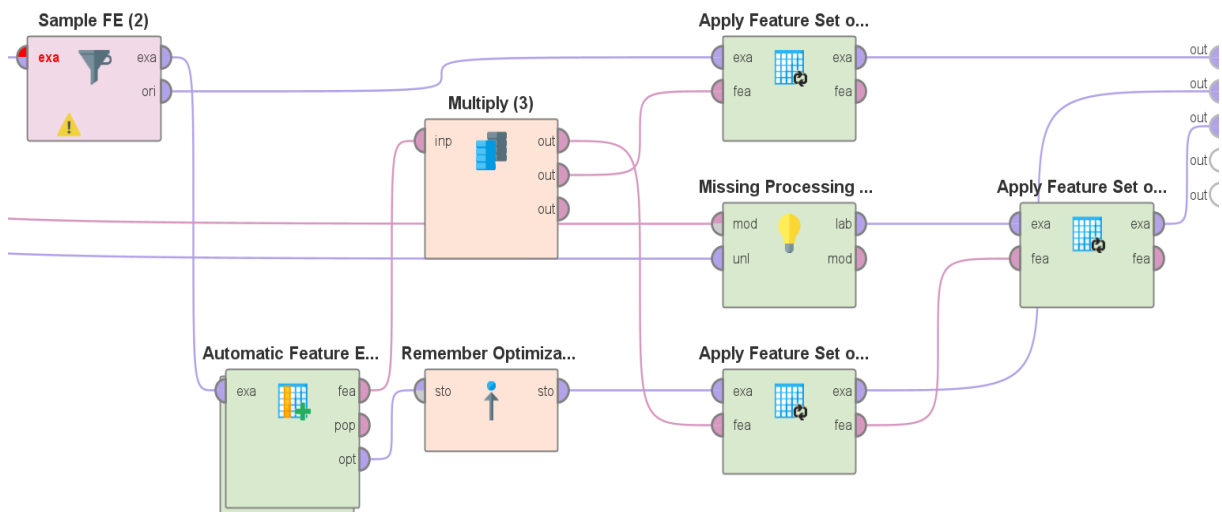 Sample FE (2)
exa
exa
ori
Multiply (3)
inp
out
out
out
Apply Feature Set o...
exa
exa
fea
fea
Missing Processing ...
mod
lab
unl
mod
Apply Feature Set o...
exa
exa
fea
fea
Automatic Feature E...
exa
fea
pop
opt
Remember Optimiza...
sto
sto
Apply Feature Set o...
exa
exa
fea
fea
out
out
out
out
out